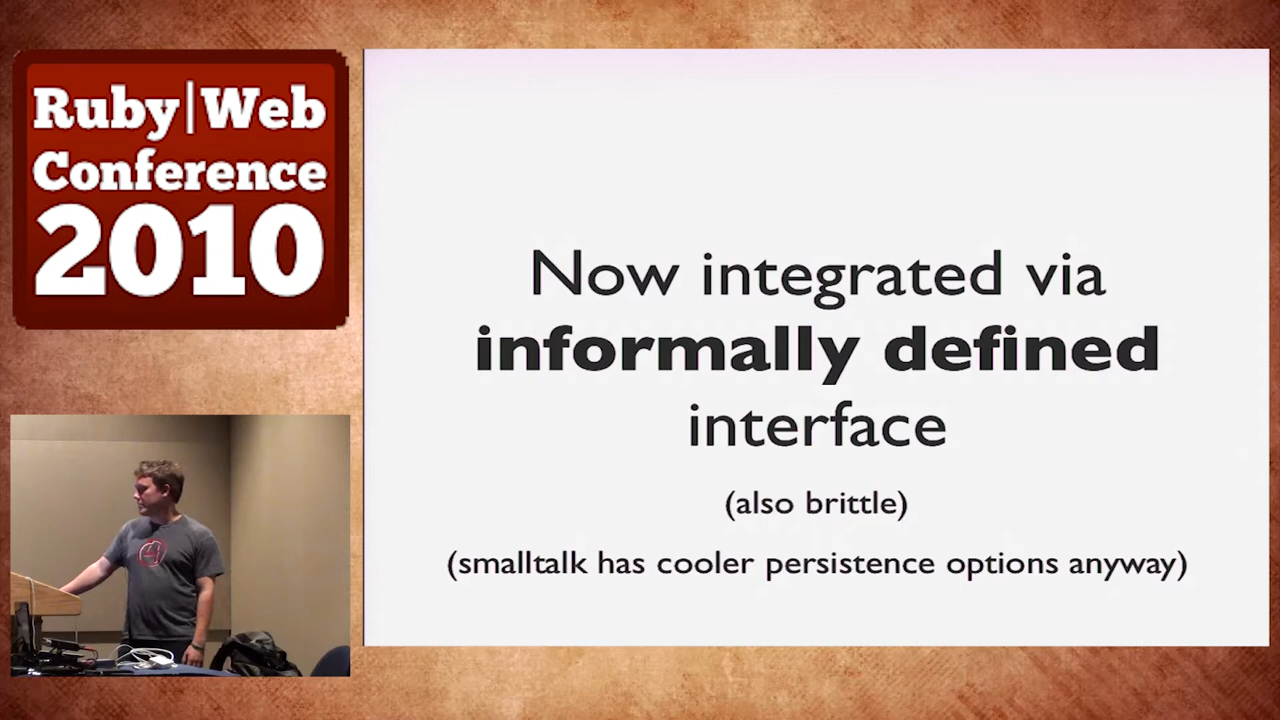 Ruby|Web
Conference
2010
Now integrated via
informally defined
interface
(also brittle)
(smalltalk has cooler persistence options anyway)